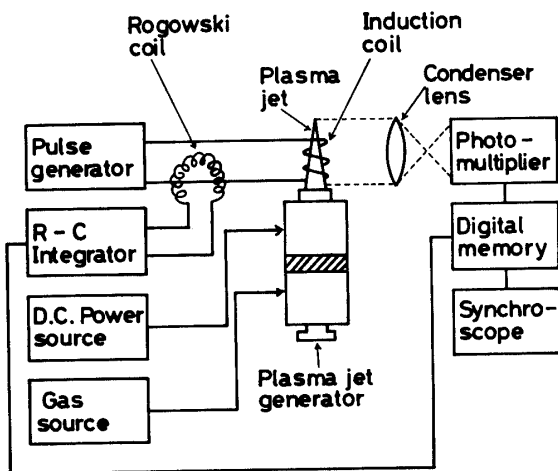 Rogowski
coil
Induction
coil
Plasma
jet
Condenser
lens
Pulse
generator
Photo-
multiplier
R-C
Integrator
Digital
memory
D.C. Power
source
Synchro-
scope
Gas
source
Plasma jet
generator